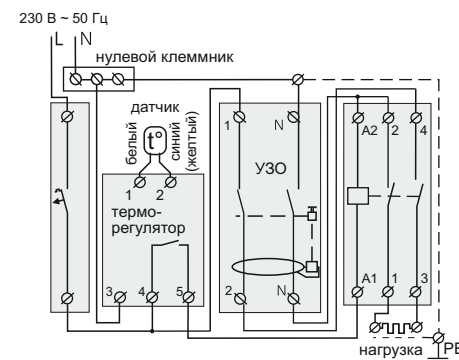 230 В ~ 50 Гц
L N
нулевой клеммник
датчик
белый
t°
синий
(желтый)
1 2
термо-
регулятор
3 4 5
1 N
УЗО
2 N
A2 2 4
A1 1 3
нагрузка
PE